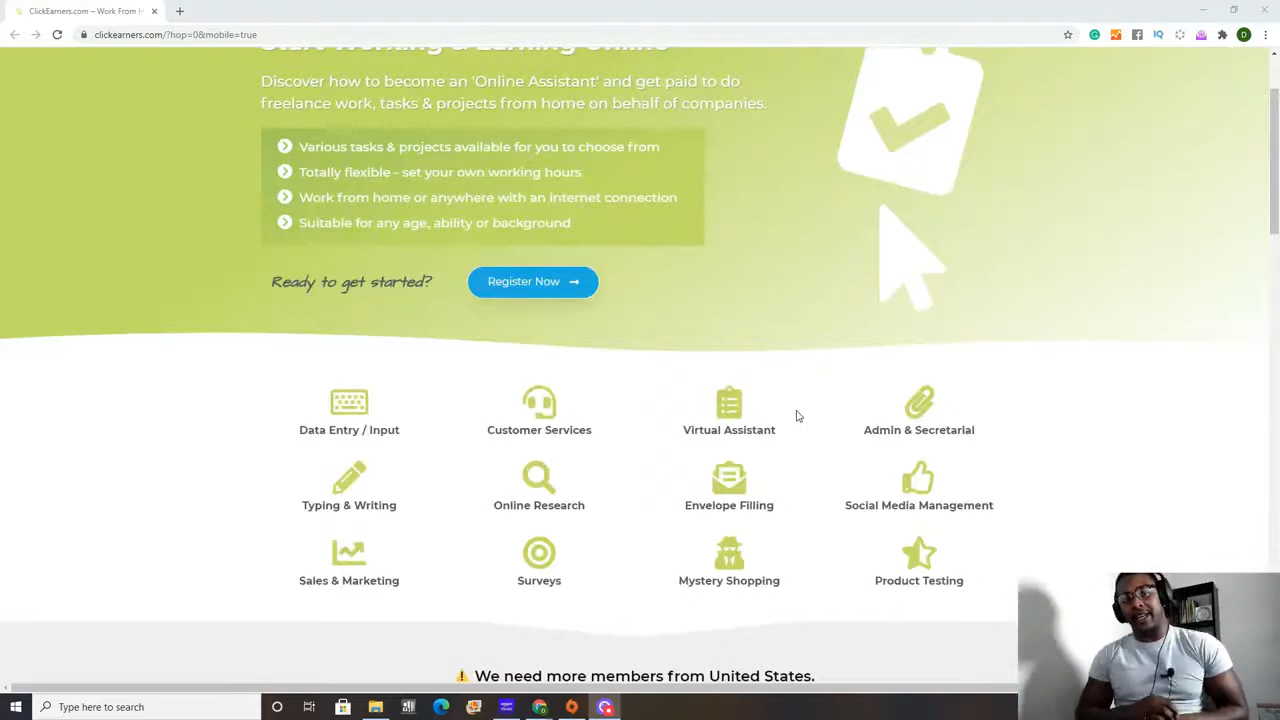 ClickEarners.com – Work From H
clickearners.com/?hop=0&mobile=true
Start Working & Earning Online
Discover how to become an 'Online Assistant' and get paid to do
freelance work, tasks & projects from home on behalf of companies.
Various tasks & projects available for you to choose from
Totally flexible - set your own working hours
Work from home or anywhere with an internet connection
Suitable for any age, ability or background
Ready to get started?
Register Now
Data Entry / Input
Customer Services
Virtual Assistant
Admin & Secretarial
Typing & Writing
Online Research
Envelope Filling
Social Media Management
Sales & Marketing
Surveys
Mystery Shopping
Product Testing
We need more members from United States.
Type here to search